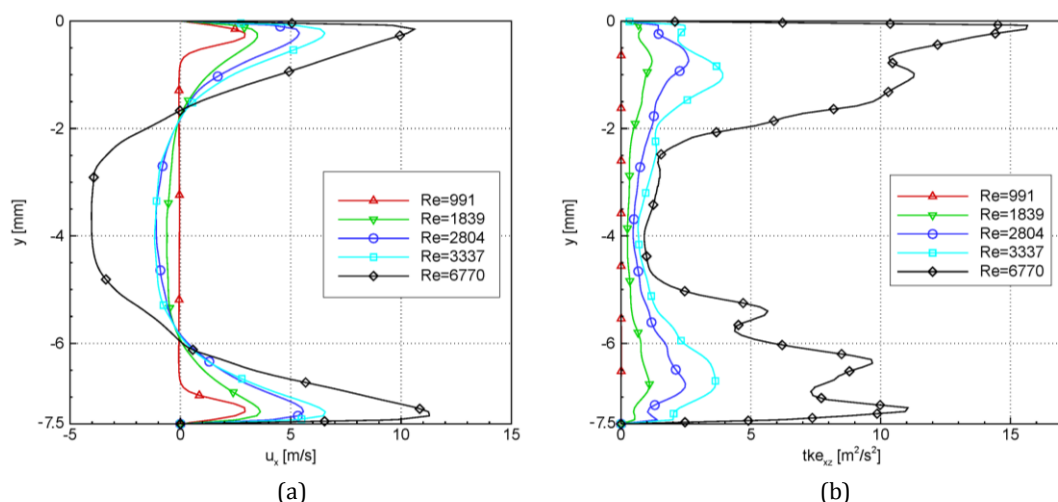 0
-2
-4
-6
-7.5
y [mm]
-5 0 5 10 15
u_x [m/s]
Re=991
Re=1839
Re=2804
Re=3337
Re=6770
(a)
0
-2
-4
-6
-7.5
y [mm]
0 5 10 15
tke_xz [m²/s²]
Re=991
Re=1839
Re=2804
Re=3337
Re=6770
(b)